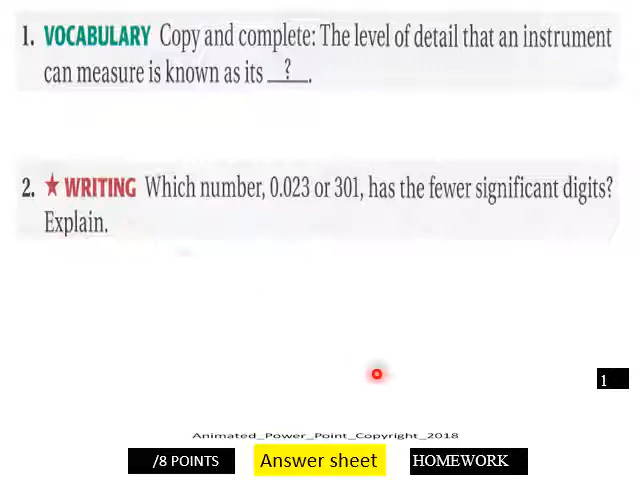 1. VOCABULARY Copy and complete: The level of detail that an instrument
can measure is known as its ? .
2. ★ WRITING Which number, 0.023 or 301, has the fewer significant digits?
Explain.
1
Animated_Power_Point_Copyright_2018
/8 POINTS Answer sheet HOMEWORK